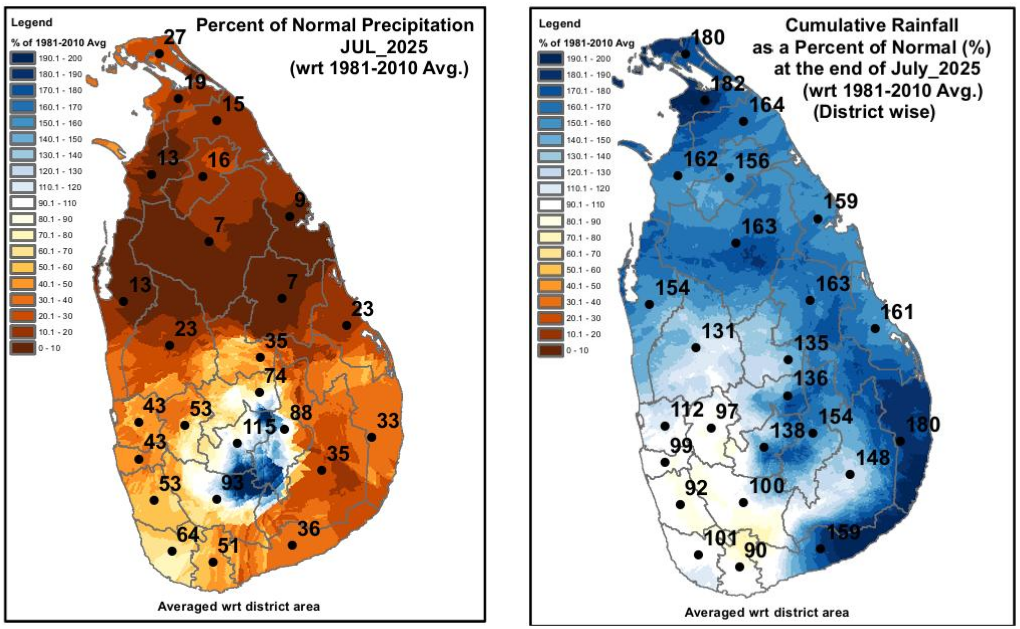 Legend
% of 1981-2010 Avg
190.1 - 200
180.1 - 190
170.1 - 180
160.1 - 170
150.1 - 160
140.1 - 150
130.1 - 140
120.1 - 130
110.1 - 120
90.1 - 110
80.1 - 90
70.1 - 80
60.1 - 70
50.1 - 60
40.1 - 50
30.1 - 40
20.1 - 30
10.1 - 20
0 - 10
Percent of Normal Precipitation
JUL_2025
(wrt 1981-2010 Avg.)
27
19
15
13
16
9
7
13
7
23
23
35
74
43
53
88
33
115
43
35
53
93
64
51
36
Averaged wrt district area
Legend
% of 1981-2010 Avg
190.1 - 200
180.1 - 190
170.1 - 180
160.1 - 170
150.1 - 160
140.1 - 150
130.1 - 140
120.1 - 130
110.1 - 120
90.1 - 110
80.1 - 90
70.1 - 80
60.1 - 70
50.1 - 60
40.1 - 50
30.1 - 40
20.1 - 30
10.1 - 20
0 - 10
Cumulative Rainfall
as a Percent of Normal (%)
at the end of July_2025
(wrt 1981-2010 Avg.)
(District wise)
180
182
164
162
156
159
163
154
163
161
131
135
136
112
97
154
180
138
99
148
92
100
101
90
159
Averaged wrt district area